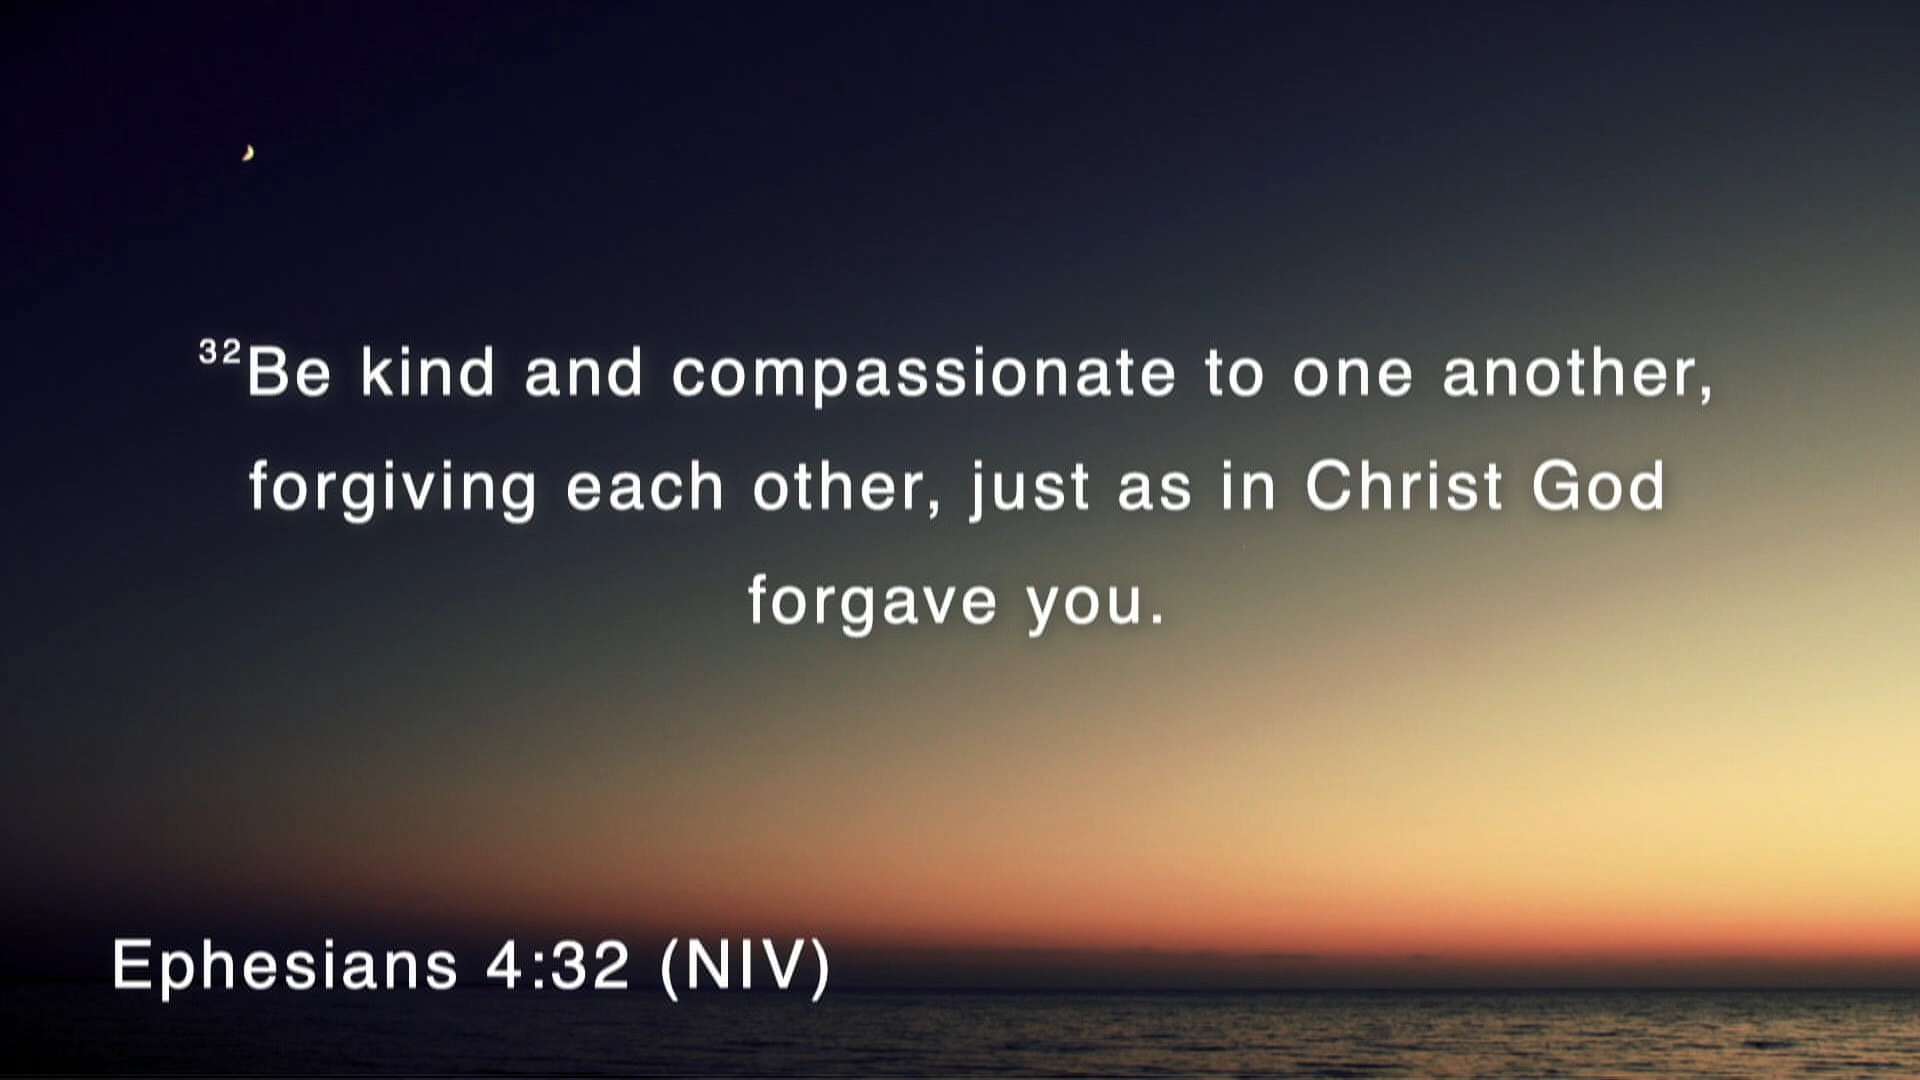 ³²Be kind and compassionate to one another,
forgiving each other, just as in Christ God
forgave you.
Ephesians 4:32 (NIV)